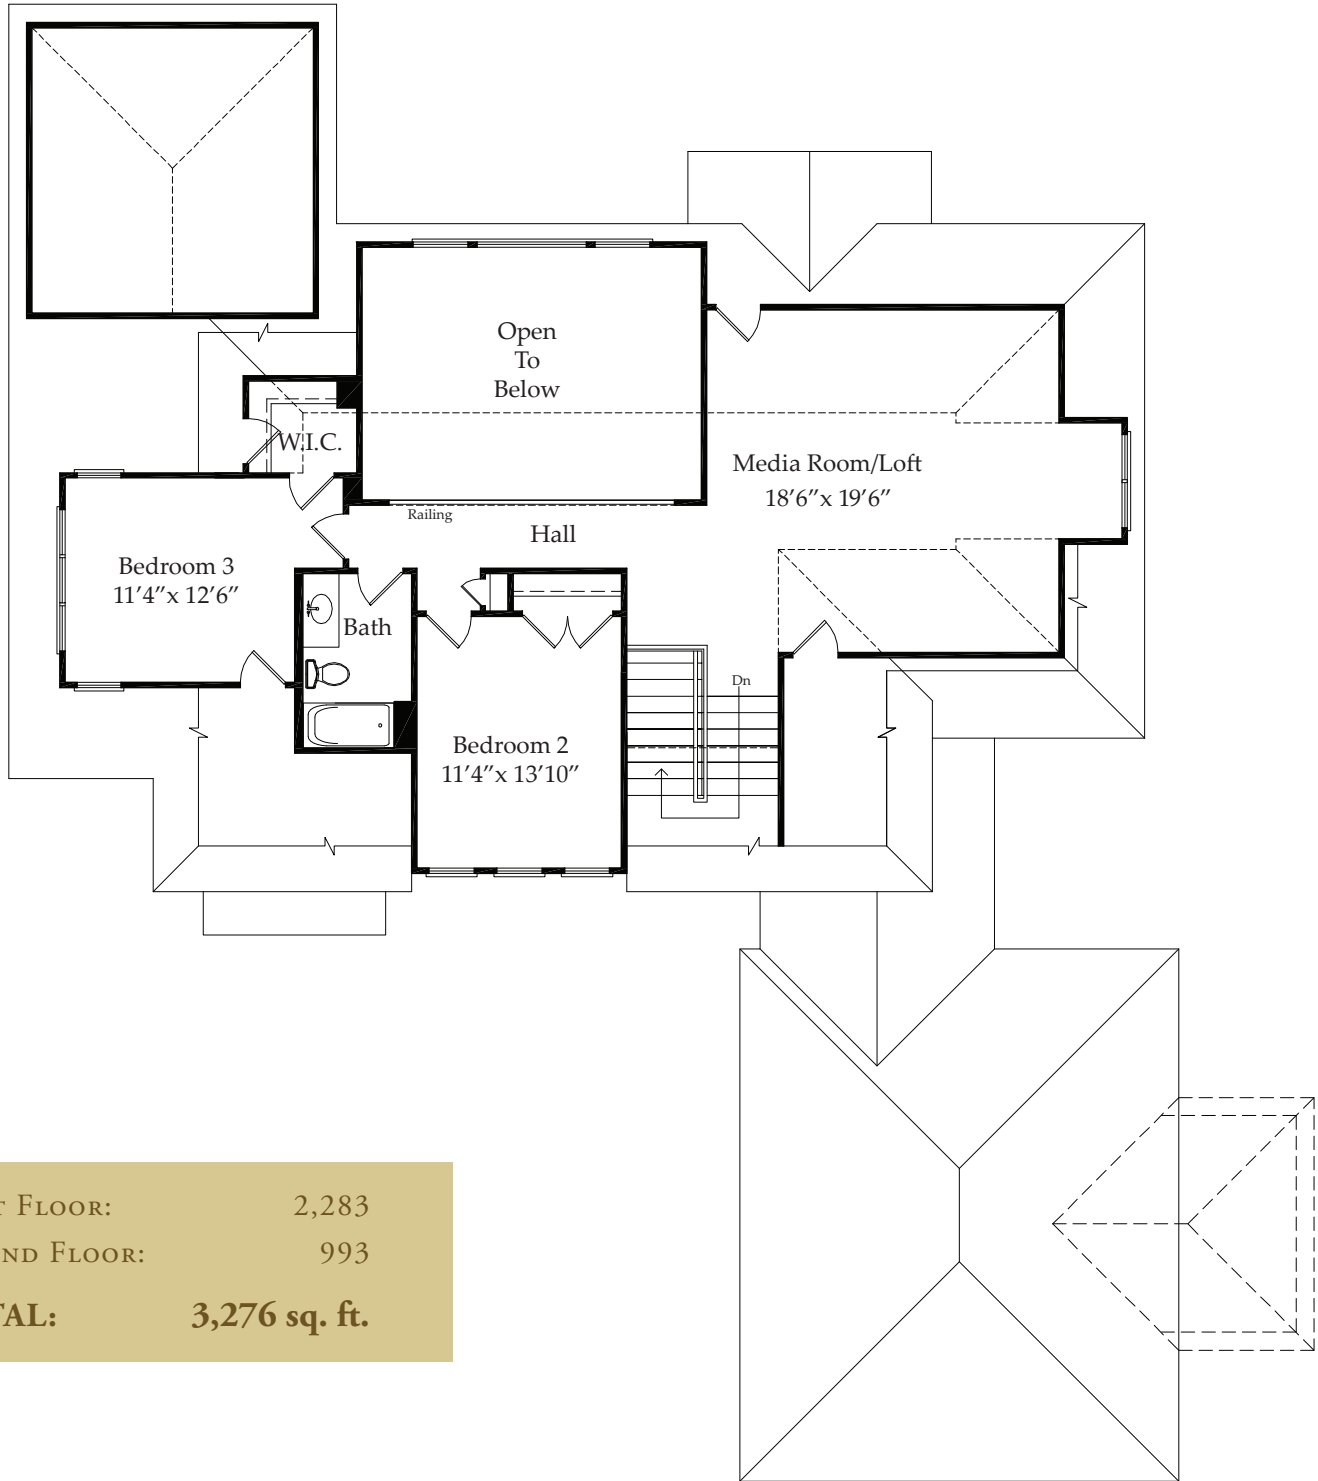 Open
To
Below
W.I.C.
Media Room/Loft
18'6"x 19'6"
Railing
Hall
Bedroom 3
11'4"x 12'6"
Bath
Dn
Bedroom 2
11'4"x 13'10"
T FLOOR: 2,283
ND FLOOR: 993
TAL: 3,276 sq. ft.